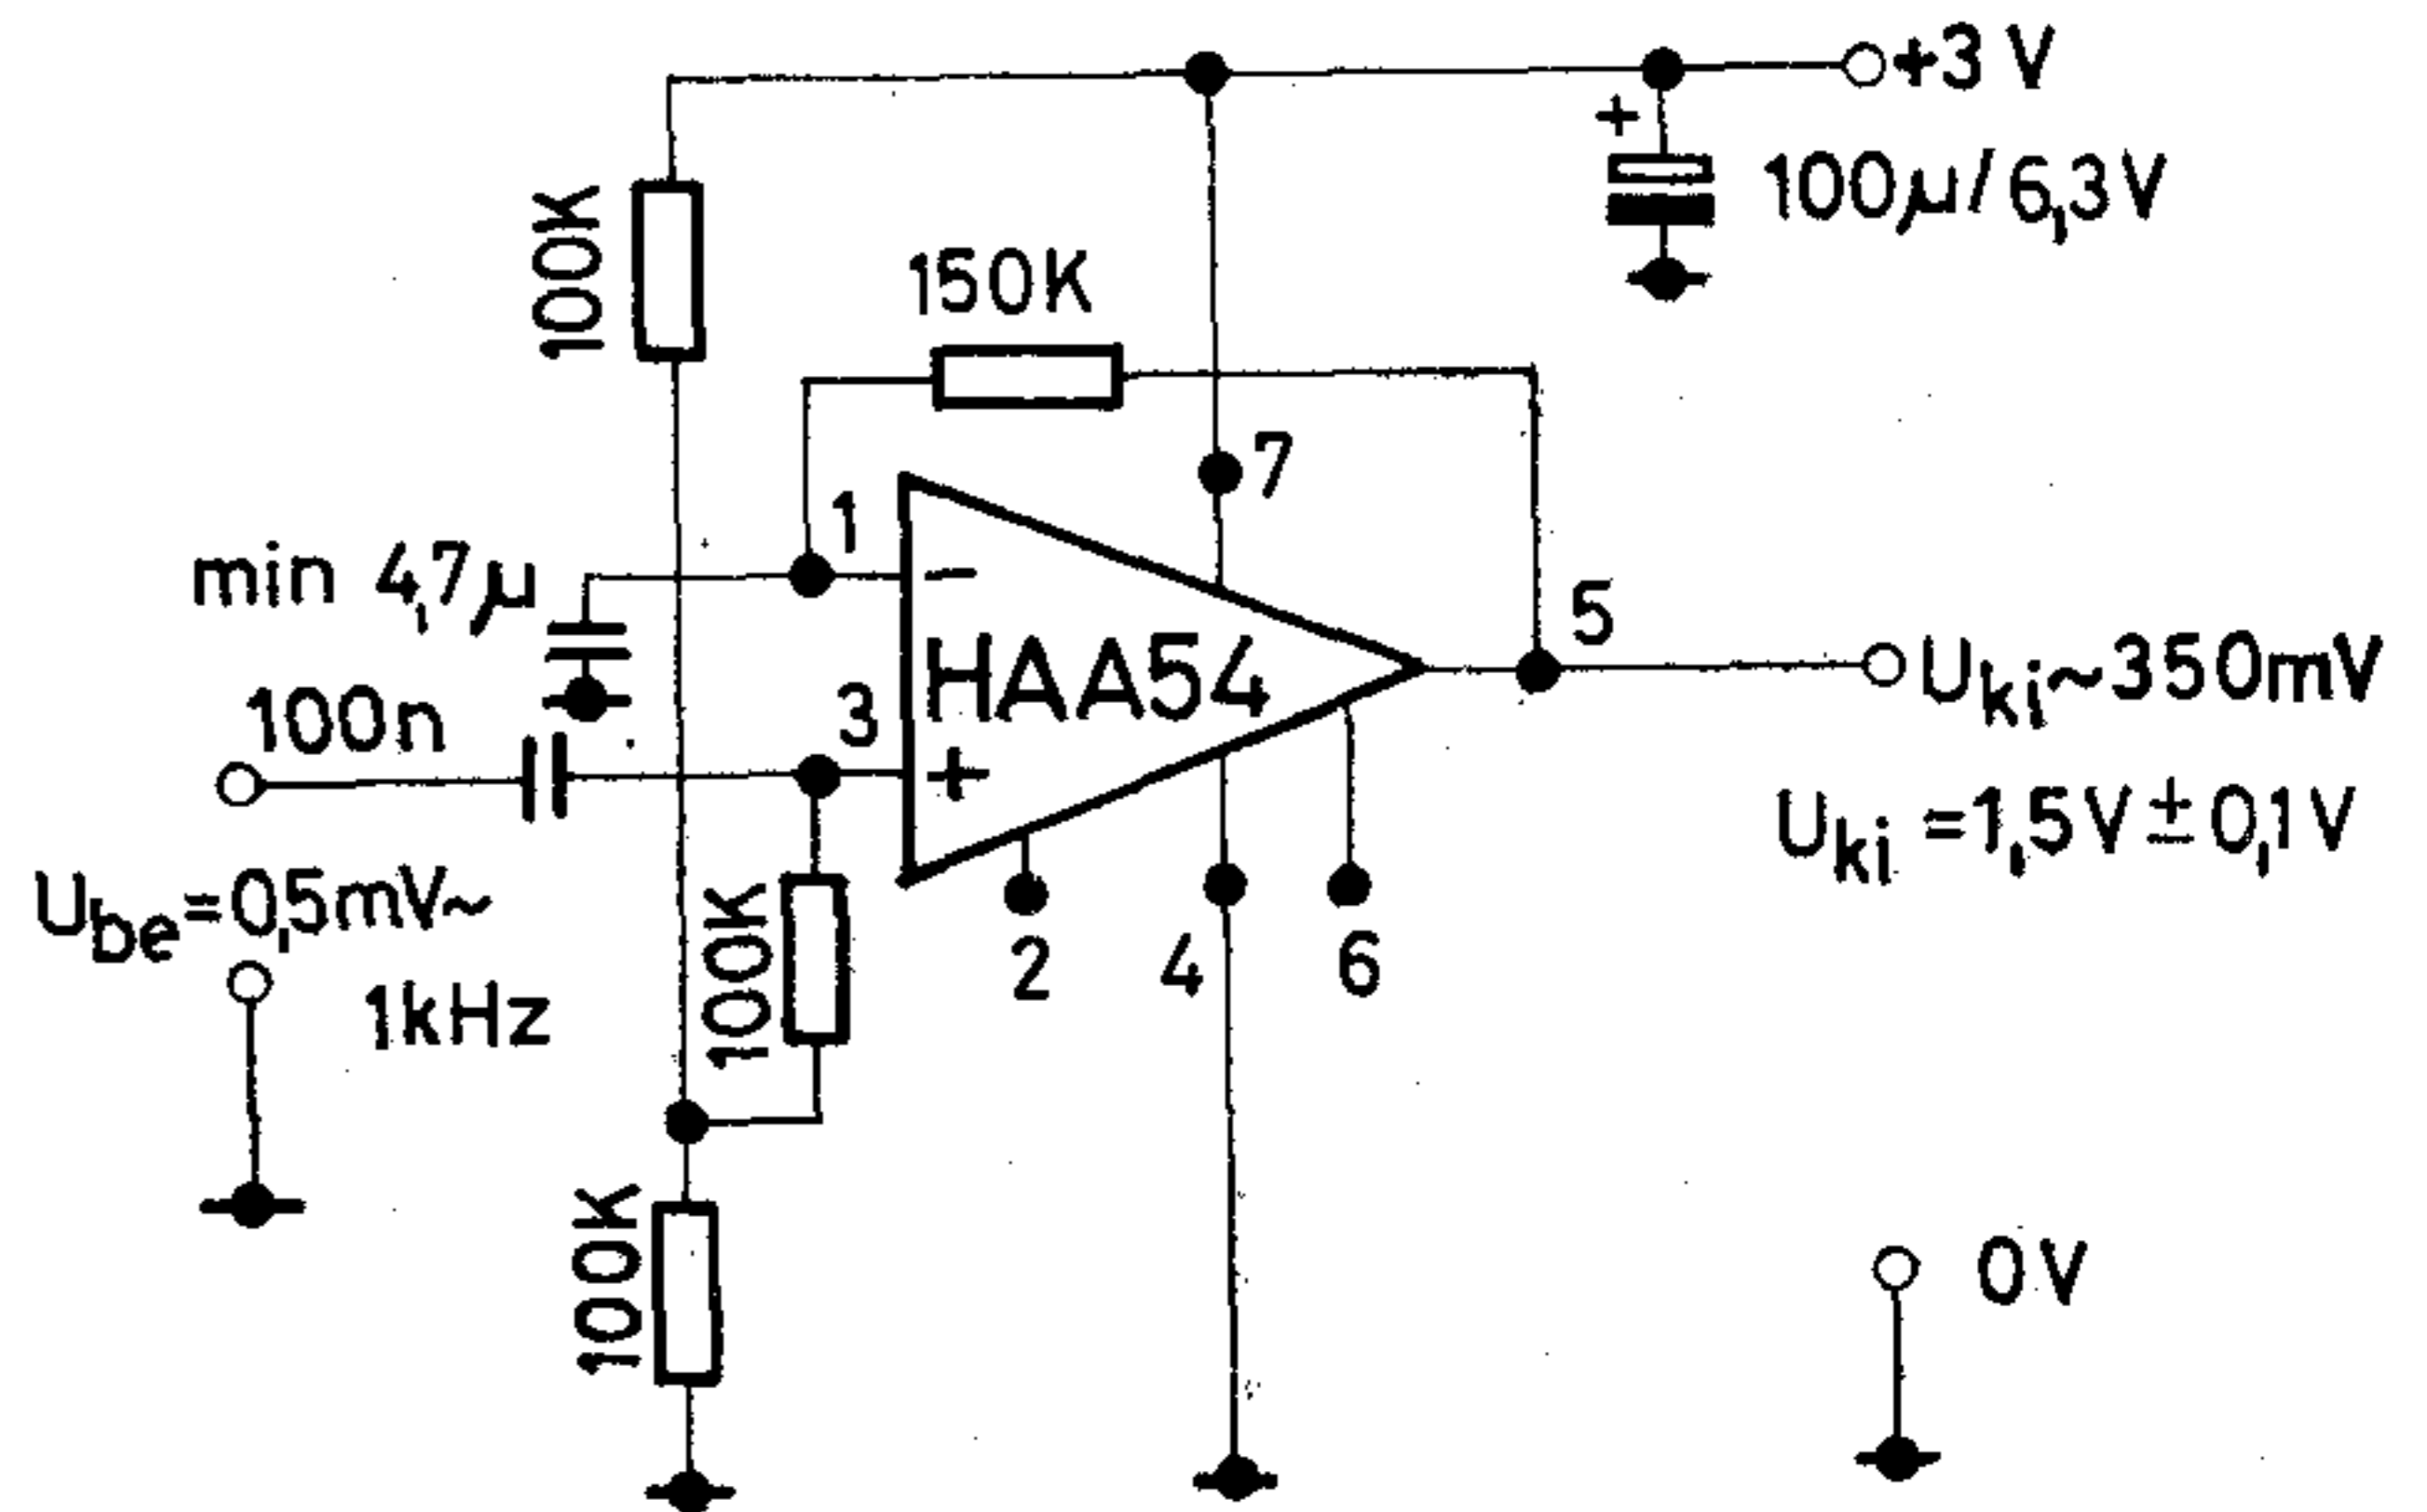 +3 V
100K
100µ/6,3V
150K
7
1
min 4,7µ
-
HAA54
5
Uki~350mV
3
100n
+
Uki =1,5V±0,1V
Ube=0,5mV~
1kHz
100K
2
4
6
100K
0V